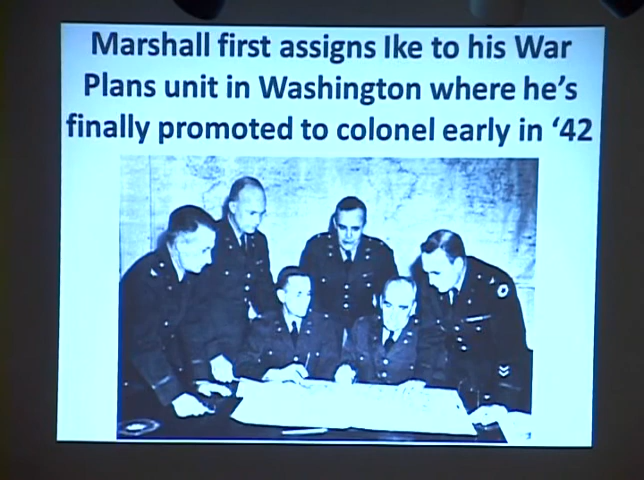 Marshall first assigns Ike to his War
Plans unit in Washington where he’s
finally promoted to colonel early in ‘42